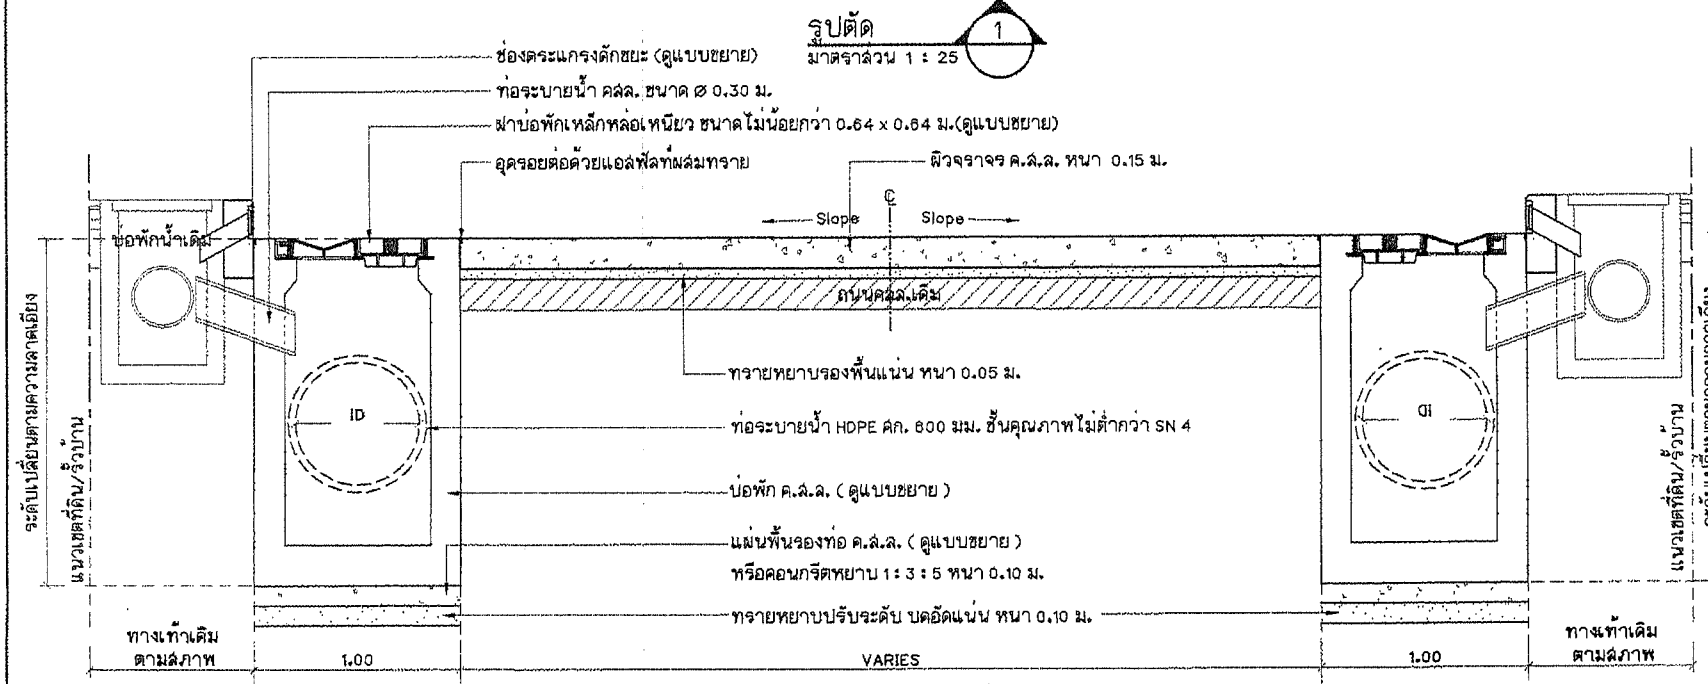 รูปตัด
1
มาตราส่วน 1 : 25
ช่องตระแกรงดักขยะ (ดูแบบขยาย)
ท่อระบายน้ำ คสล. ขนาด ø 0.30 ม.
ฝาบ่อพักเหล็กหล่อเหนียว ขนาดไม่น้อยกว่า 0.64 x 0.64 ม.(ดูแบบขยาย)
อุดรอยต่อด้วยแอสฟัลท์ผสมทราย
ผิวจราจร ค.ส.ล. หนา 0.15 ม.
℄
Slope
Slope
บ่อพักน้ำเดิม
ถนนคสล.เดิม
ทรายหยาบรองพื้นแน่น หนา 0.05 ม.
ID
ท่อระบายน้ำ HDPE ศก. 600 มม. ชั้นคุณภาพไม่ต่ำกว่า SN 4
ID
บ่อพัก ค.ส.ล. ( ดูแบบขยาย )
แผ่นพื้นรองท่อ ค.ส.ล. ( ดูแบบขยาย )
หรือคอนกรีตหยาบ 1 : 3 : 5 หนา 0.10 ม.
ทรายหยาบปรับระดับ บดอัดแน่น หนา 0.10 ม.
ระดับเปลี่ยนตามความลาดเอียง
แนวเขตที่ดิน/รั้วบ้าน
แนวเขตที่ดิน/รั้วบ้าน
ทางเท้าเดิม
ตามสภาพ
1.00
VARIES
1.00
ทางเท้าเดิม
ตามสภาพ